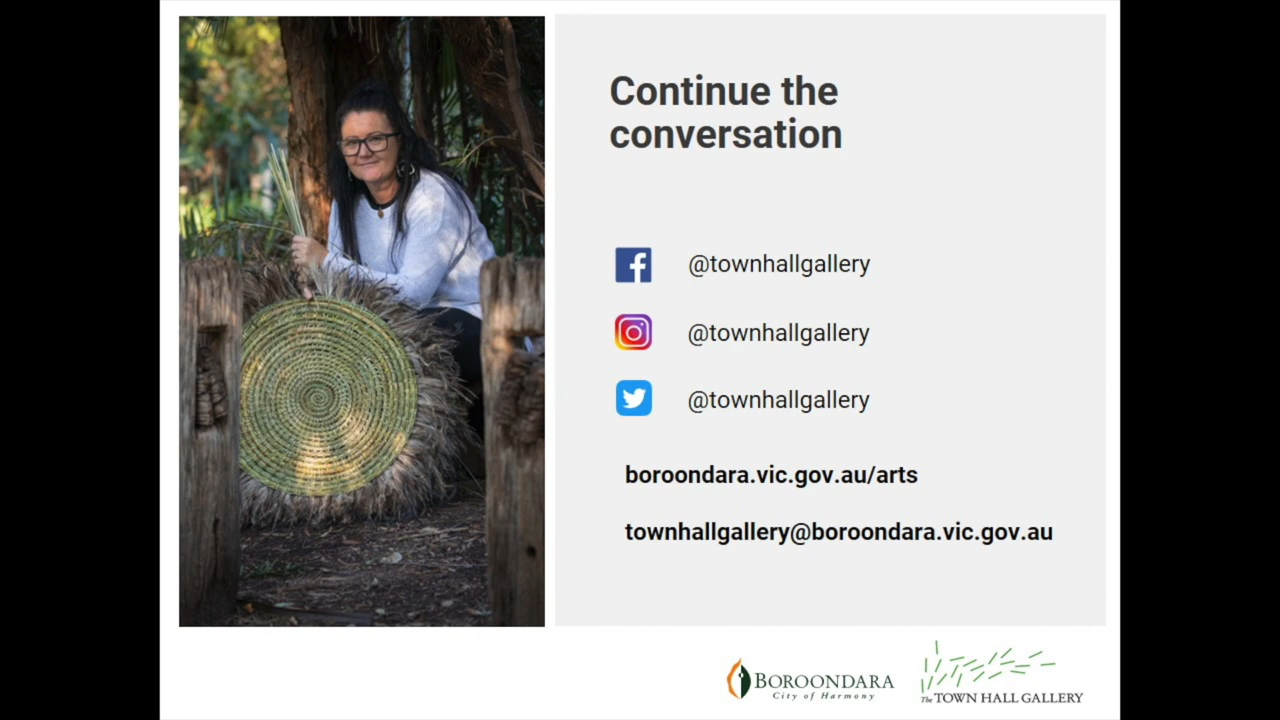 Continue the
conversation
@townhallgallery
@townhallgallery
@townhallgallery
boroondara.vic.gov.au/arts
townhallgallery@boroondara.vic.gov.au
BOROONDARA
City of Harmony
The TOWN HALL GALLERY